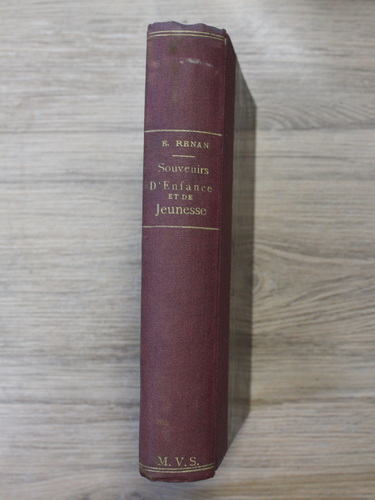 E. RENAN
Souvenirs
D'Enfance
ET DE
Jeunesse
M. V. S.